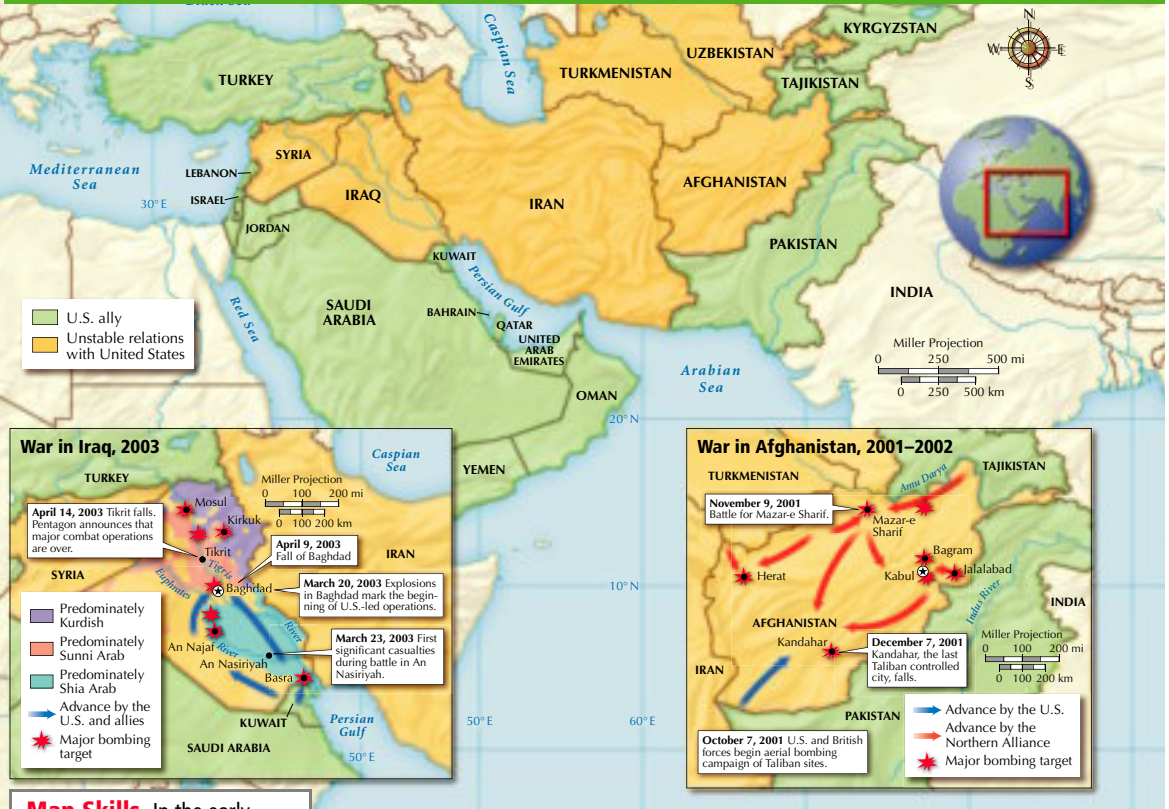 Black Sea
Caspian Sea
KYRGYZSTAN
UZBEKISTAN
TURKMENISTAN
TAJIKISTAN
TURKEY
N
W
E
S
SYRIA
LEBANON
Mediterranean
Sea
ISRAEL
30°E
IRAQ
IRAN
AFGHANISTAN
JORDAN
PAKISTAN
KUWAIT
Persian Gulf
Red Sea
SAUDI
ARABIA
BAHRAIN
QATAR
UNITED
ARAB
EMIRATES
INDIA
U.S. ally
Unstable relations
with United States
Miller Projection
0 250 500 mi
0 250 500 km
Arabian
Sea
OMAN
20°N
YEMEN
10°N
50°E
60°E
War in Iraq, 2003
TURKEY
Caspian
Sea
Miller Projection
0 100 200 mi
0 100 200 km
Mosul
Kirkuk
April 14, 2003 Tikrit falls.
Pentagon announces that
major combat operations
are over.
Tikrit
Tigris
April 9, 2003
Fall of Baghdad
IRAN
SYRIA
Euphrates
Baghdad
March 20, 2003 Explosions
in Baghdad mark the begin-
ning of U.S.-led operations.
River
River
March 23, 2003 First
significant casualties
during battle in An
Nasiriyah.
An Najaf
An Nasiriyah
Basra
KUWAIT
Persian
Gulf
SAUDI ARABIA
50°E
Predominately
Kurdish
Predominately
Sunni Arab
Predominately
Shia Arab
Advance by the
U.S. and allies
Major bombing
target
War in Afghanistan, 2001–2002
TURKMENISTAN
Amu Darya
TAJIKISTAN
November 9, 2001
Battle for Mazar-e Sharif.
Mazar-e
Sharif
Bagram
Herat
Kabul
Jalalabad
Indus River
INDIA
AFGHANISTAN
Kandahar
December 7, 2001
Kandahar, the last
Taliban controlled
city, falls.
Miller Projection
0 100 200 mi
0 100 200 km
IRAN
PAKISTAN
October 7, 2001 U.S. and British
forces begin aerial bombing
campaign of Taliban sites.
Advance by the U.S.
Advance by the
Northern Alliance
Major bombing target
Map Skills In the early